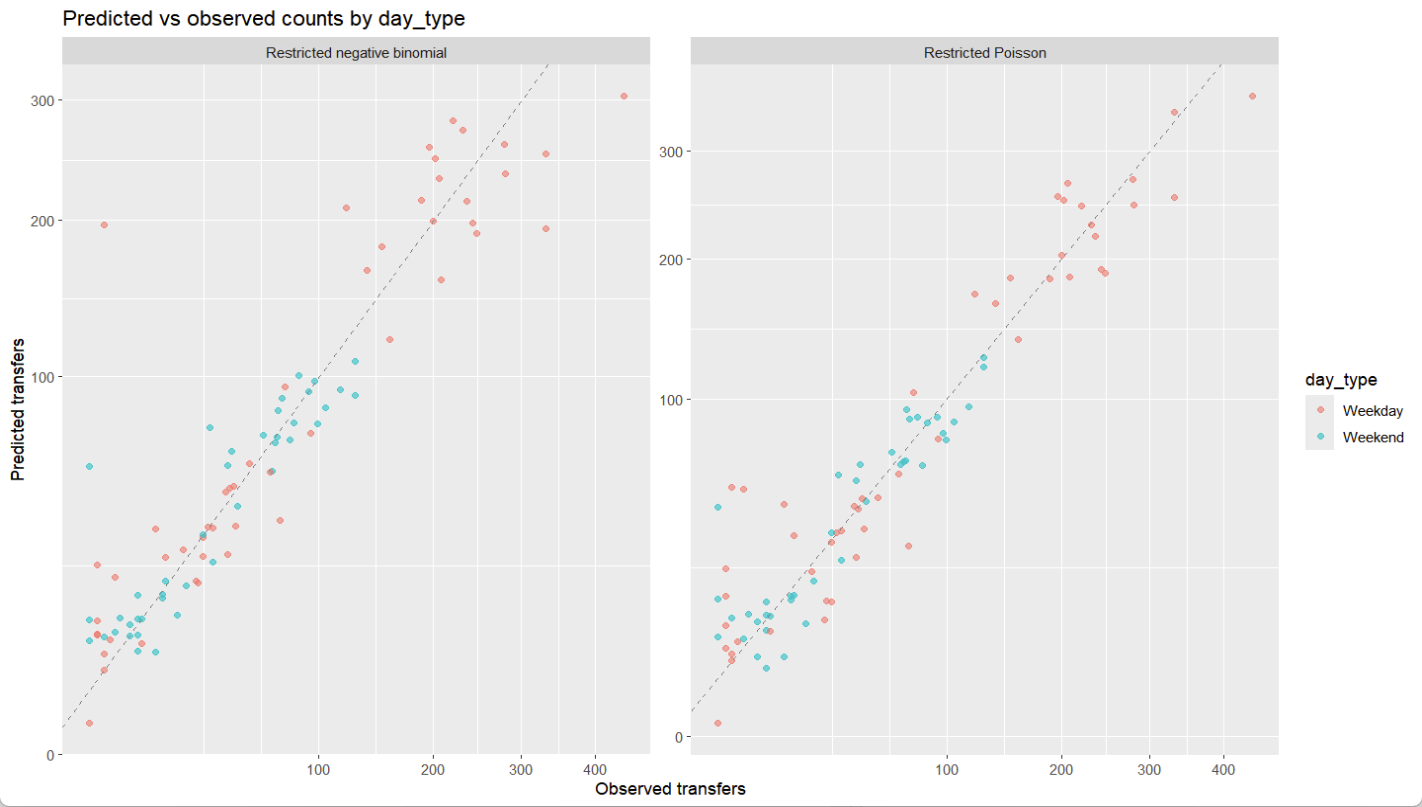 Predicted vs observed counts by day_type
Restricted negative binomial
Restricted Poisson
Predicted transfers
300
200
100
0
300
200
100
0
100 200 300 400
100 200 300 400
Observed transfers
day_type
Weekday
Weekend